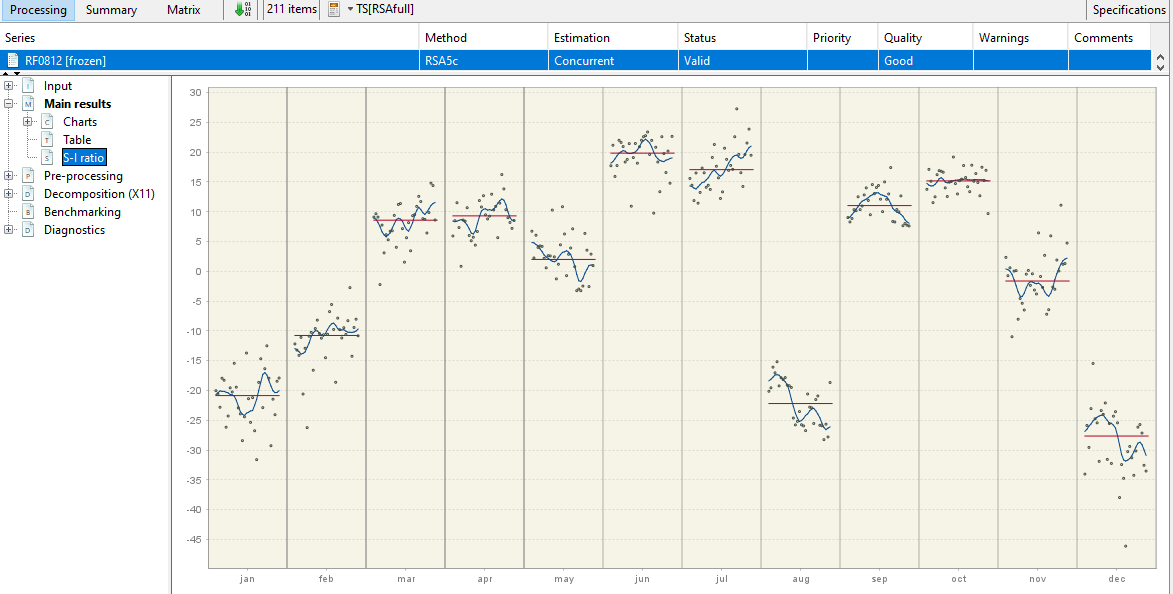 Processing Summary Matrix 211 items TS[RSAfull] Specifications
Series Method Estimation Status Priority Quality Warnings Comments
RF0812 [frozen] RSA5c Concurrent Valid Good
Input
Main results
Charts
Table
S-I ratio
Pre-processing
Decomposition (X11)
Benchmarking
Diagnostics
30
25
20
15
10
5
0
-5
-10
-15
-20
-25
-30
-35
-40
-45
jan feb mar apr may jun jul aug sep oct nov dec